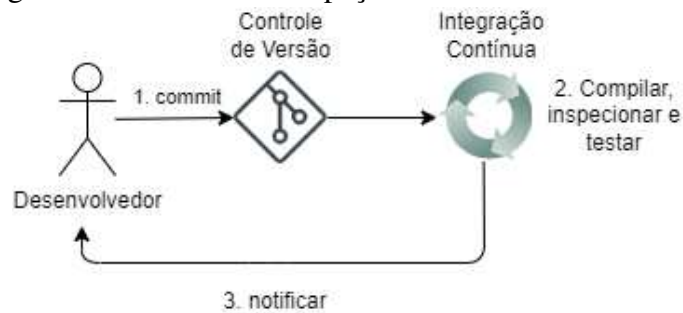 Controle
de Versão
Integração
Contínua
1. commit
2. Compilar,
inspecionar e
testar
Desenvolvedor
3. notificar